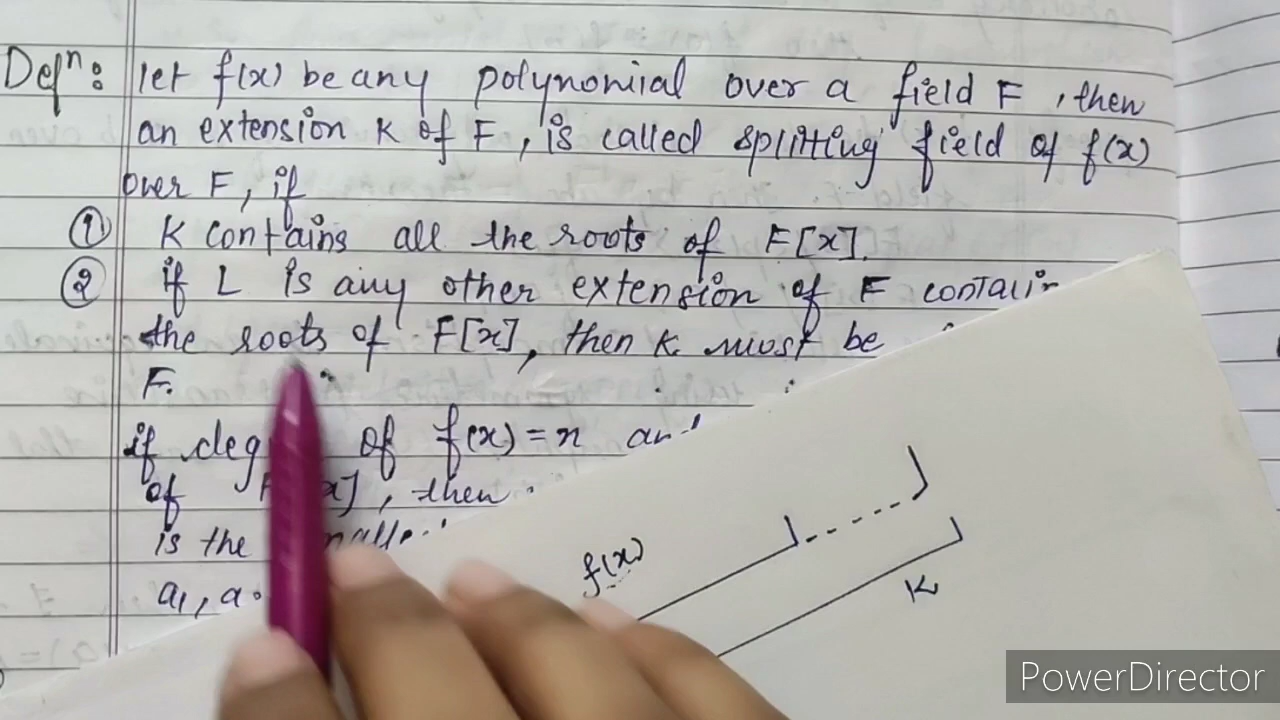 Defⁿ: let f(x) be any polynomial over a field F, then
an extension K of F, is called splitting field of f(x)
over F, if
① K contains all the roots of F[x].
② if L is any other extension of F
the roots of F[x], then K must be
F.
if of f(x) = n
of x], then
is the
a₁, a
f(x)
K
PowerDirector